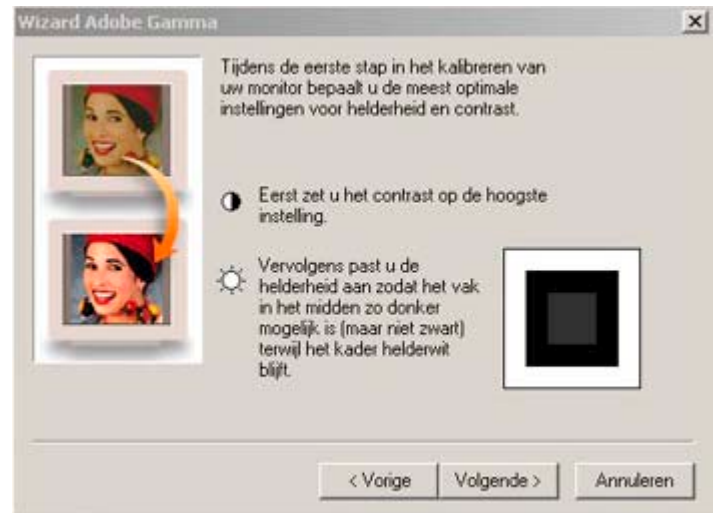 Wizard Adobe Gamma
Tijdens de eerste stap in het kalibreren van
uw monitor bepaalt u de meest optimale
instellingen voor helderheid en contrast.
Eerst zet u het contrast op de hoogste
instelling.
Vervolgens past u de
helderheid aan zodat het vak
in het midden zo donker
mogelijk is (maar niet zwart)
terwijl het kader helderwit
blijft.
< Vorige
Volgende >
Annuleren